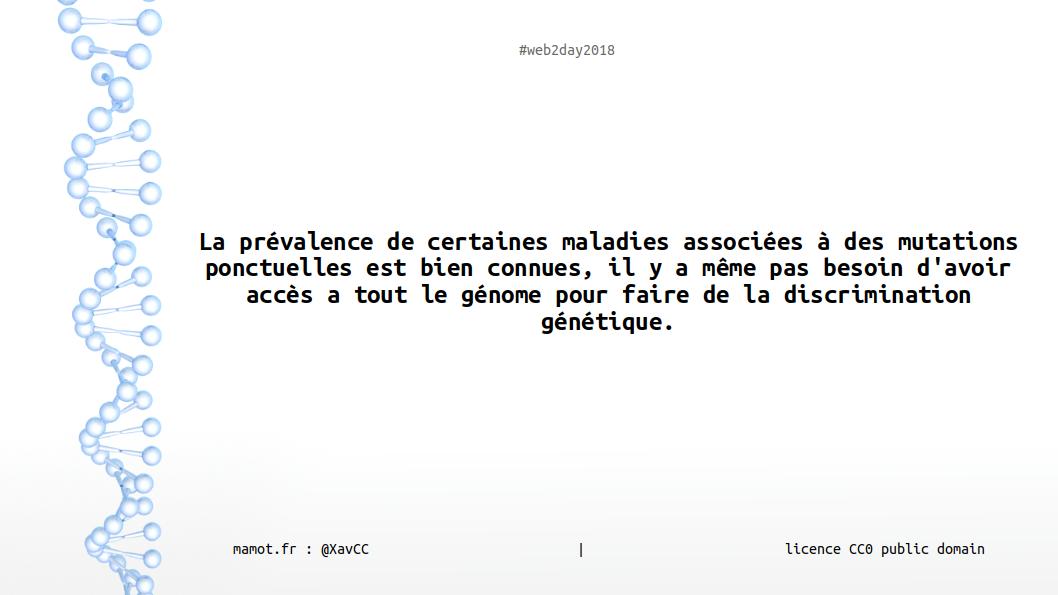 #web2day2018
La prévalence de certaines maladies associées à des mutations
ponctuelles est bien connues, il y a même pas besoin d'avoir
accès a tout le génome pour faire de la discrimination
génétique.
mamot.fr : @XavCC | licence CC0 public domain